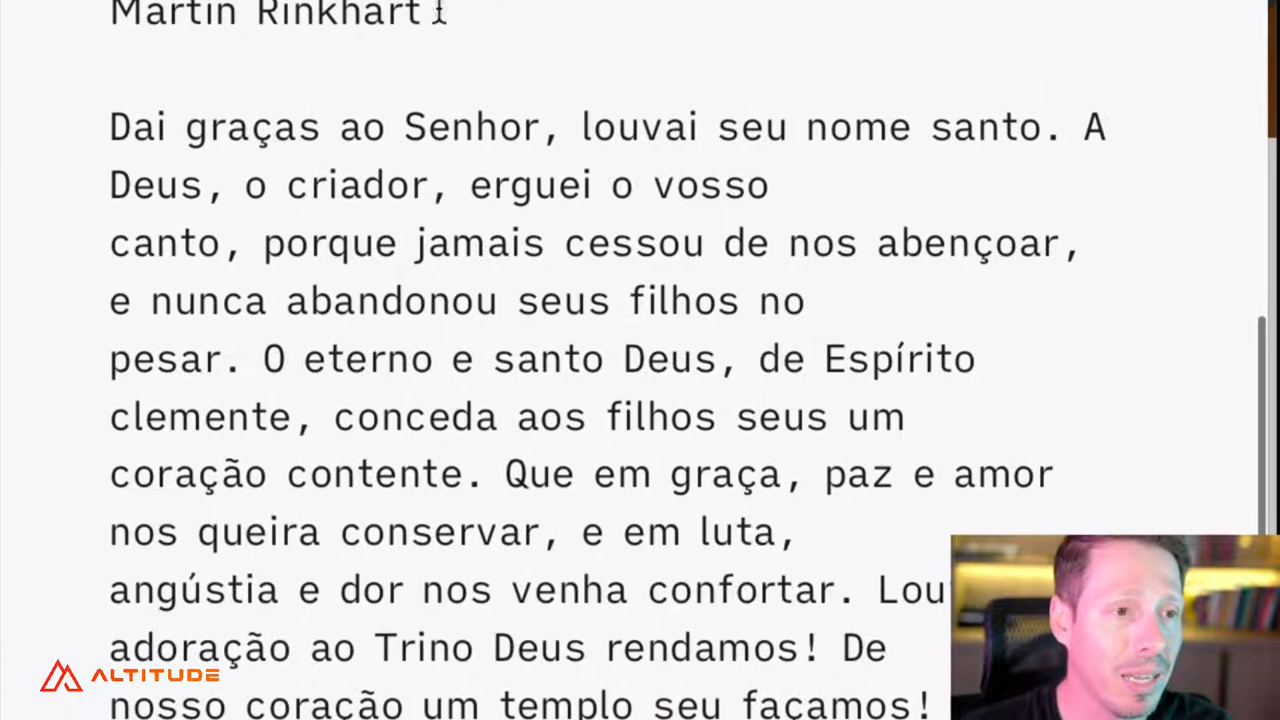 Martin Rinkhart
Dai graças ao Senhor, louvai seu nome santo. A
Deus, o criador, erguei o vosso
canto, porque jamais cessou de nos abençoar,
e nunca abandonou seus filhos no
pesar. O eterno e santo Deus, de Espírito
clemente, conceda aos filhos seus um
coração contente. Que em graça, paz e amor
nos queira conservar, e em luta,
angústia e dor nos venha confortar.
adoração ao Trino Deus rendamos! De
nosso coração um templo seu façamos!
ALTITUDE